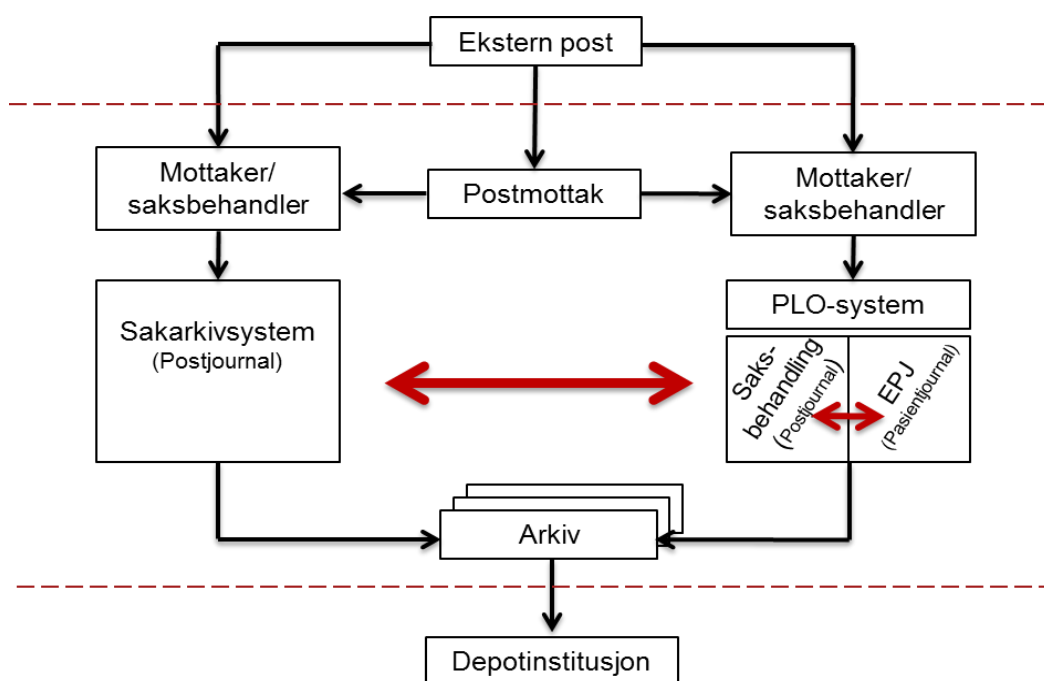 Ekstern post
Mottaker/
saksbehandler
Postmottak
Mottaker/
saksbehandler
Sakarkivsystem
(Postjournal)
PLO-system
Saks-
behandling
(Postjournal)
EPJ
(Pasientjournal)
Arkiv
Depotinstitusjon